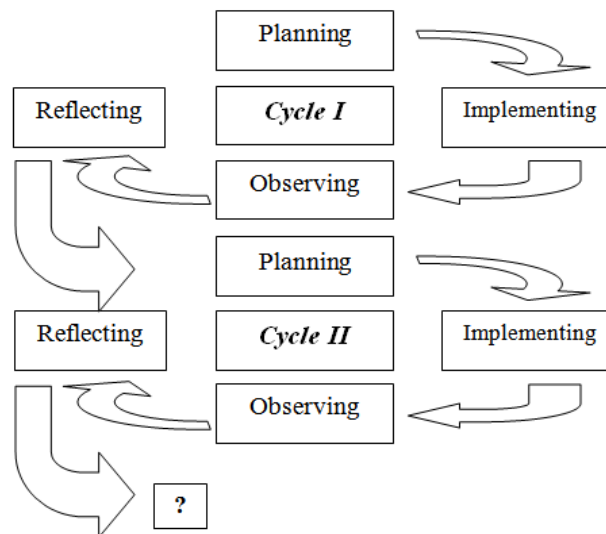 Planning
Reflecting
Cycle I
Implementing
Observing
Planning
Reflecting
Cycle II
Implementing
Observing
?